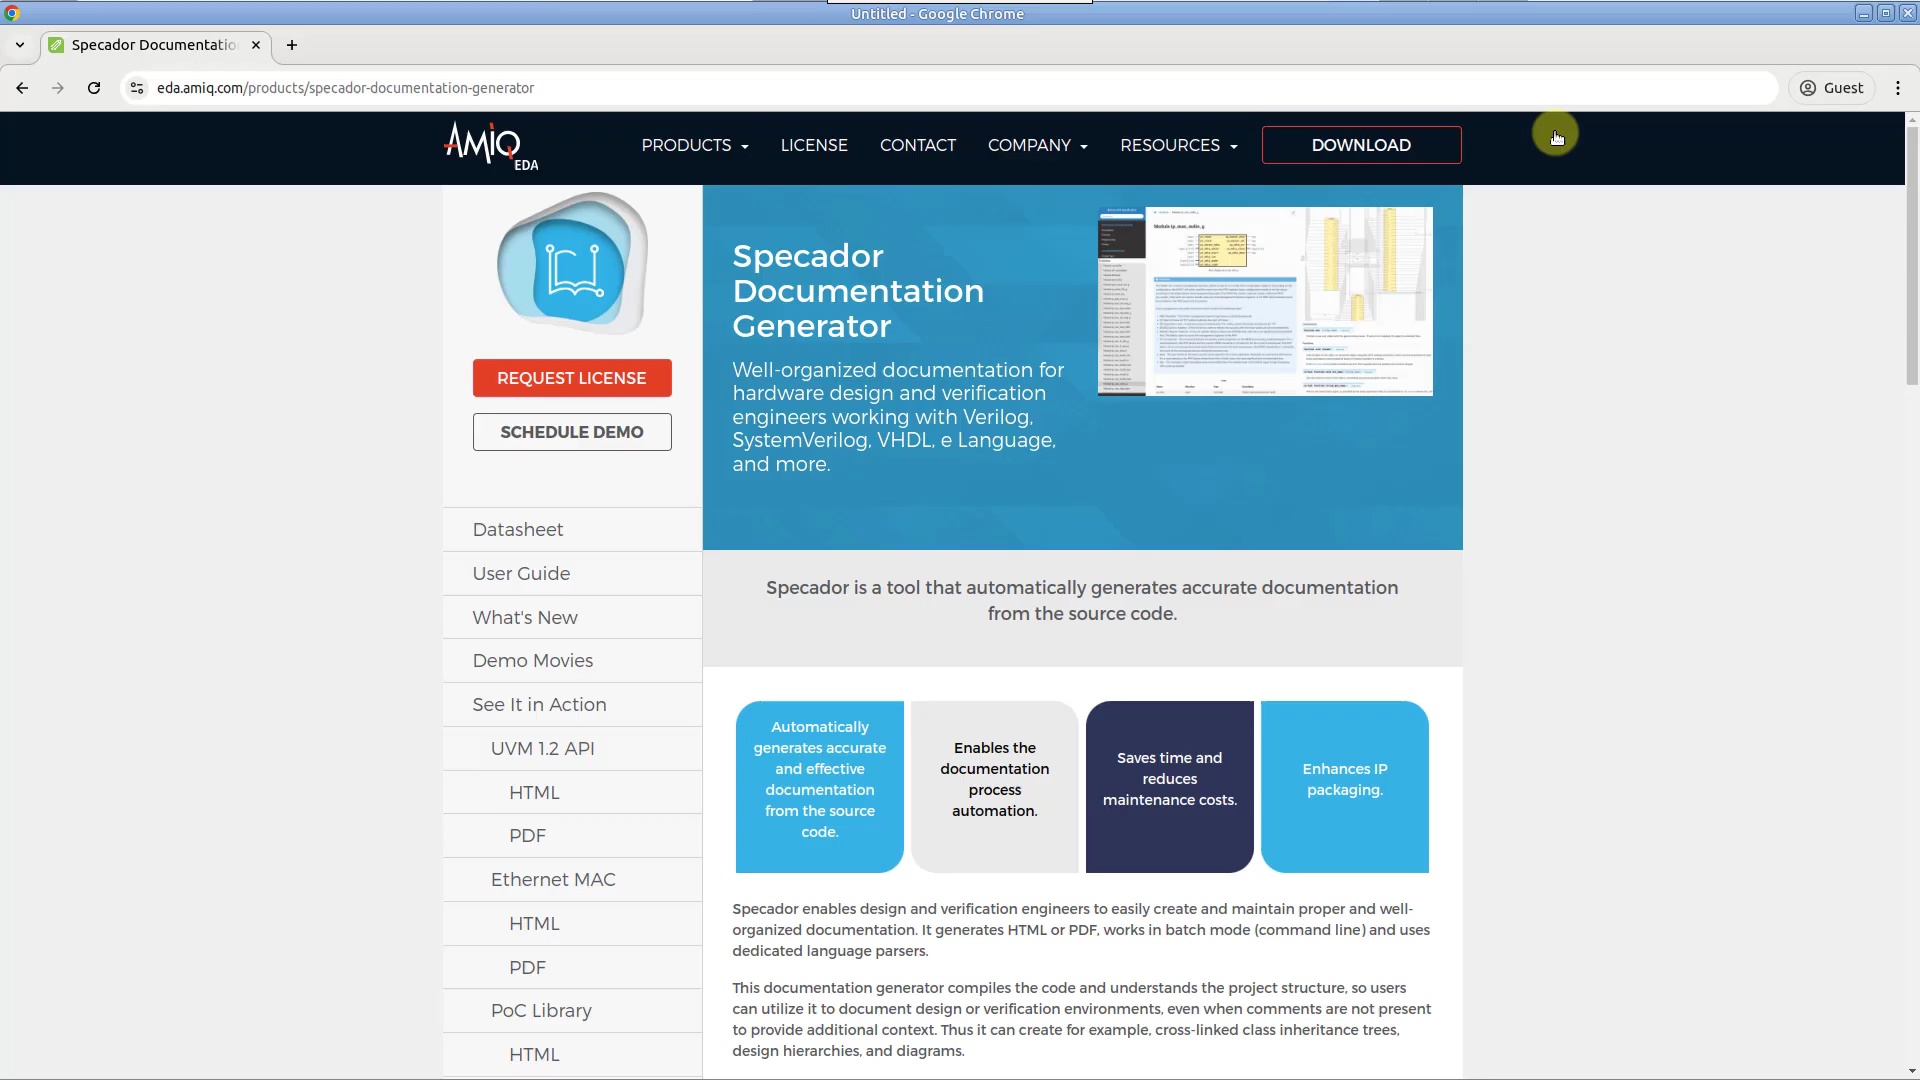 Untitled - Google Chrome
Specador Documentatio
eda.amiq.com/products/specador-documentation-generator
Guest
AMIQ EDA
PRODUCTS
LICENSE
CONTACT
COMPANY
RESOURCES
DOWNLOAD
REQUEST LICENSE
SCHEDULE DEMO
Datasheet
User Guide
What's New
Demo Movies
See It in Action
UVM 1.2 API
HTML
PDF
Ethernet MAC
HTML
PDF
PoC Library
HTML
Specador
Documentation
Generator
Well-organized documentation for
hardware design and verification
engineers working with Verilog,
SystemVerilog, VHDL, e Language,
and more.
Specador is a tool that automatically generates accurate documentation
from the source code.
Automatically
generates accurate
and effective
documentation
from the source
code.
Enables the
documentation
process
automation.
Saves time and
reduces
maintenance costs.
Enhances IP
packaging.
Specador enables design and verification engineers to easily create and maintain proper and well-
organized documentation. It generates HTML or PDF, works in batch mode (command line) and uses
dedicated language parsers.
This documentation generator compiles the code and understands the project structure, so users
can utilize it to document design or verification environments, even when comments are not present
to provide additional context. Thus it can create for example, cross-linked class inheritance trees,
design hierarchies, and diagrams.